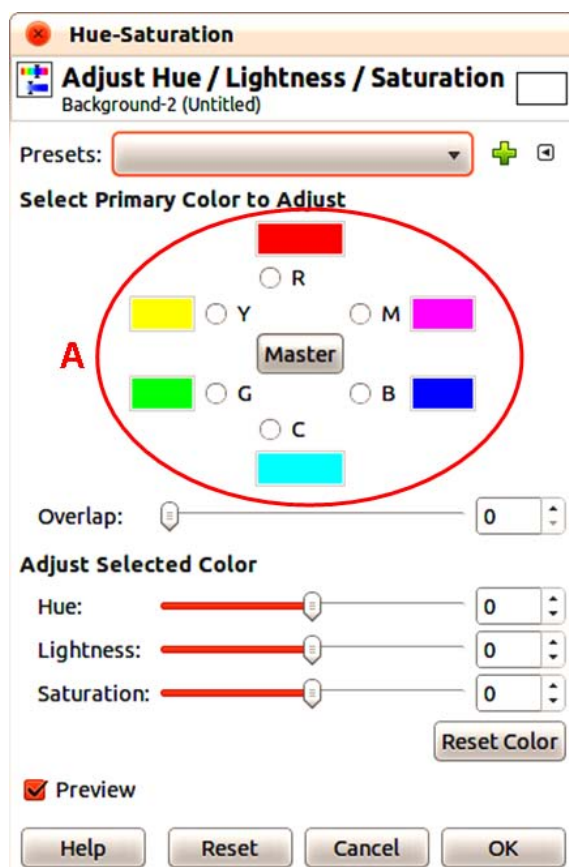 Hue-Saturation
Adjust Hue / Lightness / Saturation
Background-2 (Untitled)
Presets:
Select Primary Color to Adjust
R
Y M
A Master
G B
C
Overlap: 0
Adjust Selected Color
Hue: 0
Lightness: 0
Saturation: 0
Reset Color
Preview
Help Reset Cancel OK